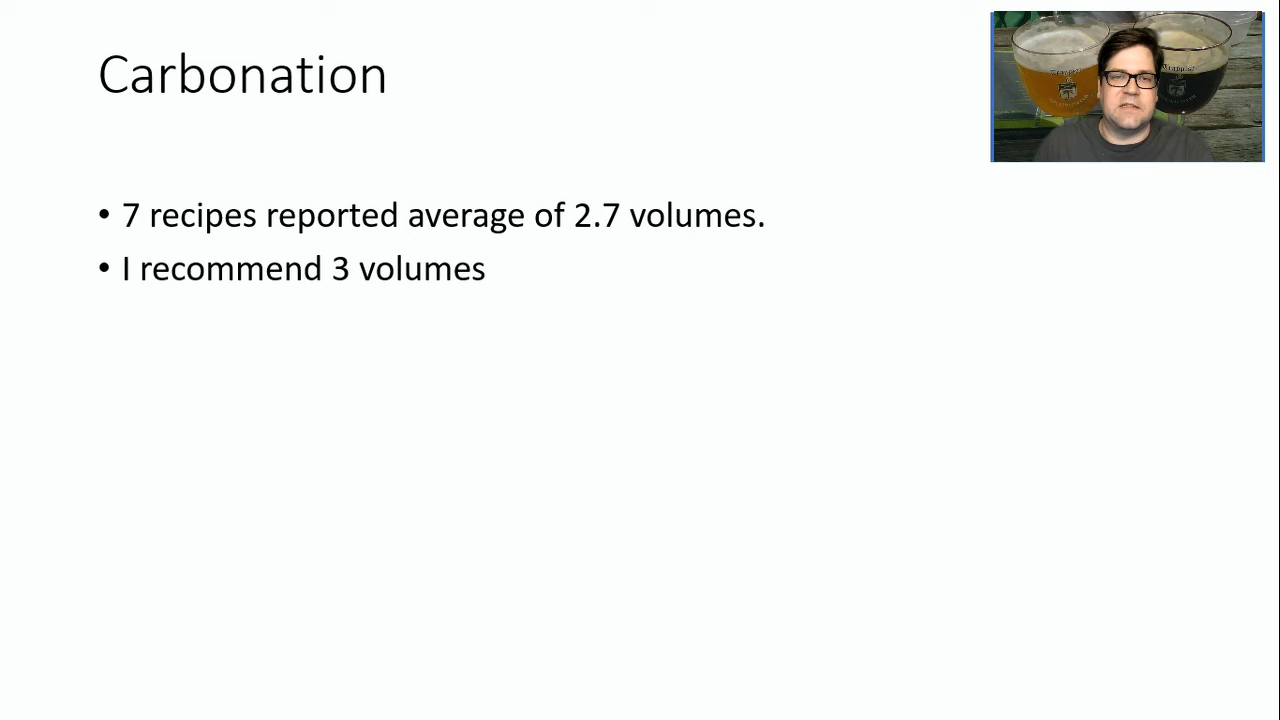 Carbonation
• 7 recipes reported average of 2.7 volumes.
• I recommend 3 volumes